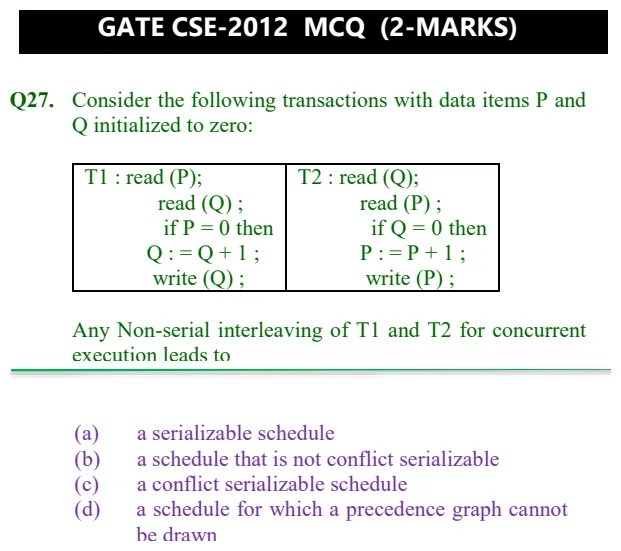 GATE CSE-2012 MCQ (2-MARKS)
Q27. Consider the following transactions with data items P and
Q initialized to zero:
T1 : read (P);
read (Q) ;
if P = 0 then
Q : = Q + 1 ;
write (Q) ;
T2 : read (Q);
read (P) ;
if Q = 0 then
P : = P + 1 ;
write (P) ;
Any Non-serial interleaving of T1 and T2 for concurrent
execution leads to
(a) a serializable schedule
(b) a schedule that is not conflict serializable
(c) a conflict serializable schedule
(d) a schedule for which a precedence graph cannot
be drawn